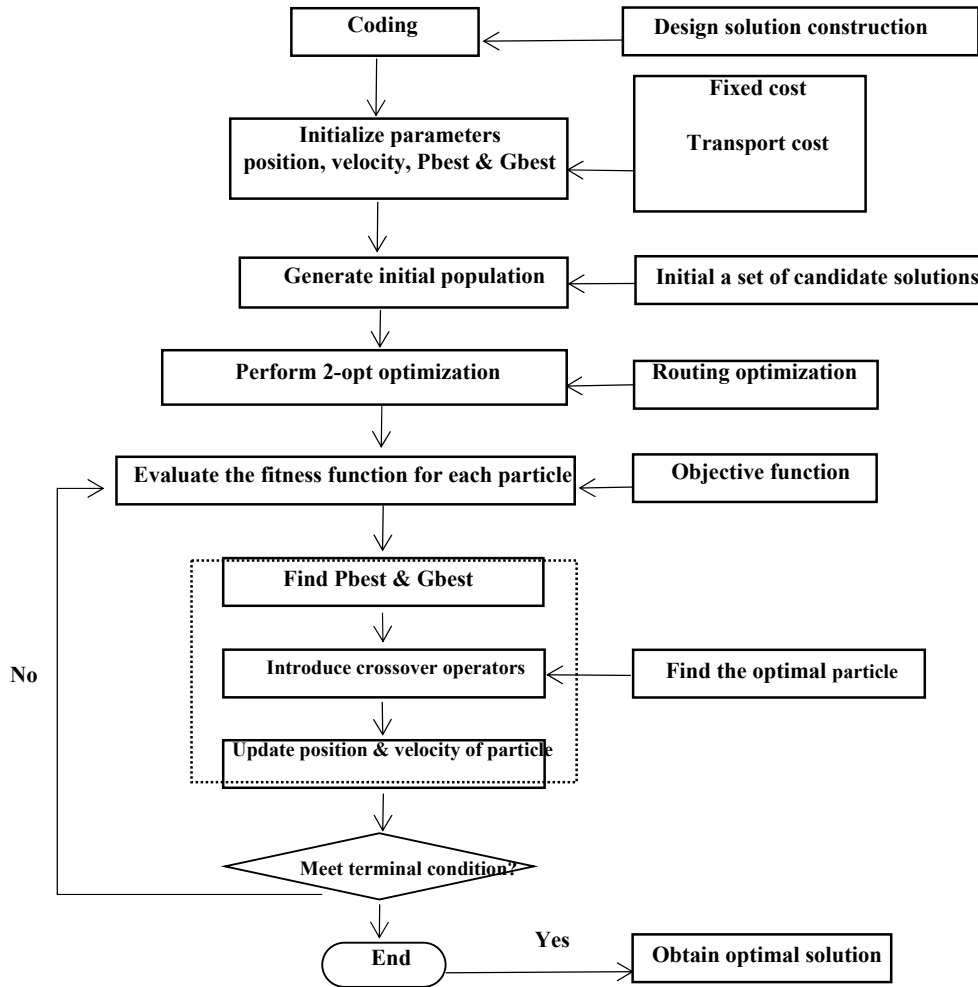 Coding
Design solution construction
Fixed cost
Transport cost
Initialize parameters
position, velocity, Pbest & Gbest
Generate initial population
Initial a set of candidate solutions
Perform 2-opt optimization
Routing optimization
Evaluate the fitness function for each particle
Objective function
Find Pbest & Gbest
Introduce crossover operators
Find the optimal particle
Update position & velocity of particle
No
Meet terminal condition?
End
Yes
Obtain optimal solution